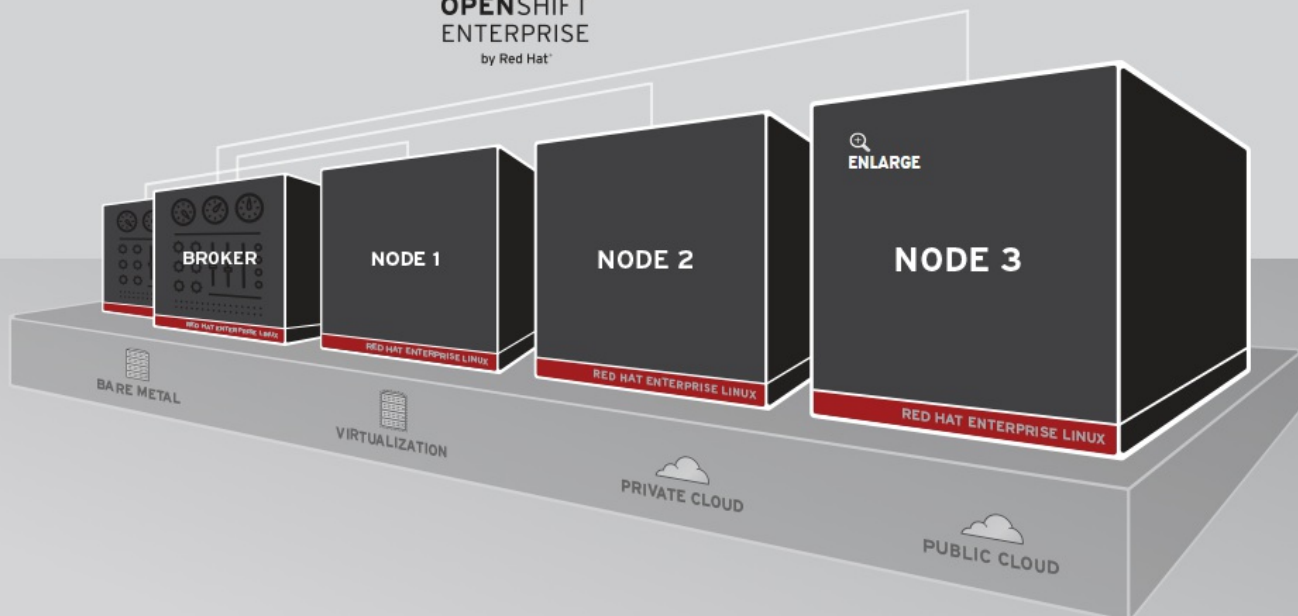 OPENSHIFT
ENTERPRISE
by Red Hat™
ENLARGE
BROKER
NODE 1
NODE 2
NODE 3
RED HAT ENTERPRISE LINUX
RED HAT ENTERPRISE LINUX
RED HAT ENTERPRISE LINUX
RED HAT ENTERPRISE LINUX
BARE METAL
VIRTUALIZATION
PRIVATE CLOUD
PUBLIC CLOUD